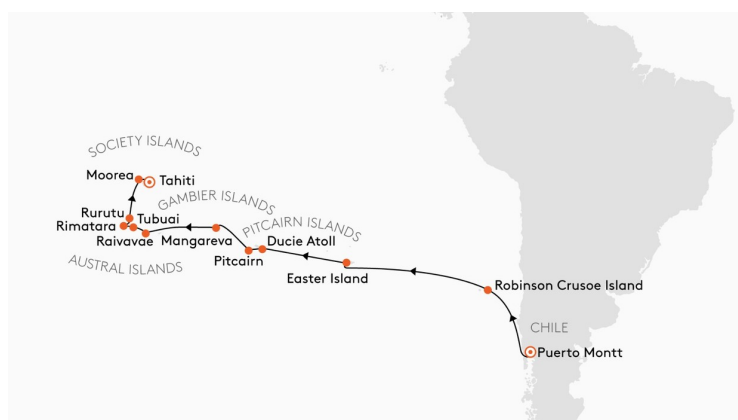 SOCIETY ISLANDS
Moorea
Tahiti
GAMBIER ISLANDS
Rurutu
Tubuai
PITCAIRN ISLANDS
Rimatara
Raivavae
Mangareva
Ducie Atoll
Pitcairn
AUSTRAL ISLANDS
Easter Island
Robinson Crusoe Island
CHILE
Puerto Montt